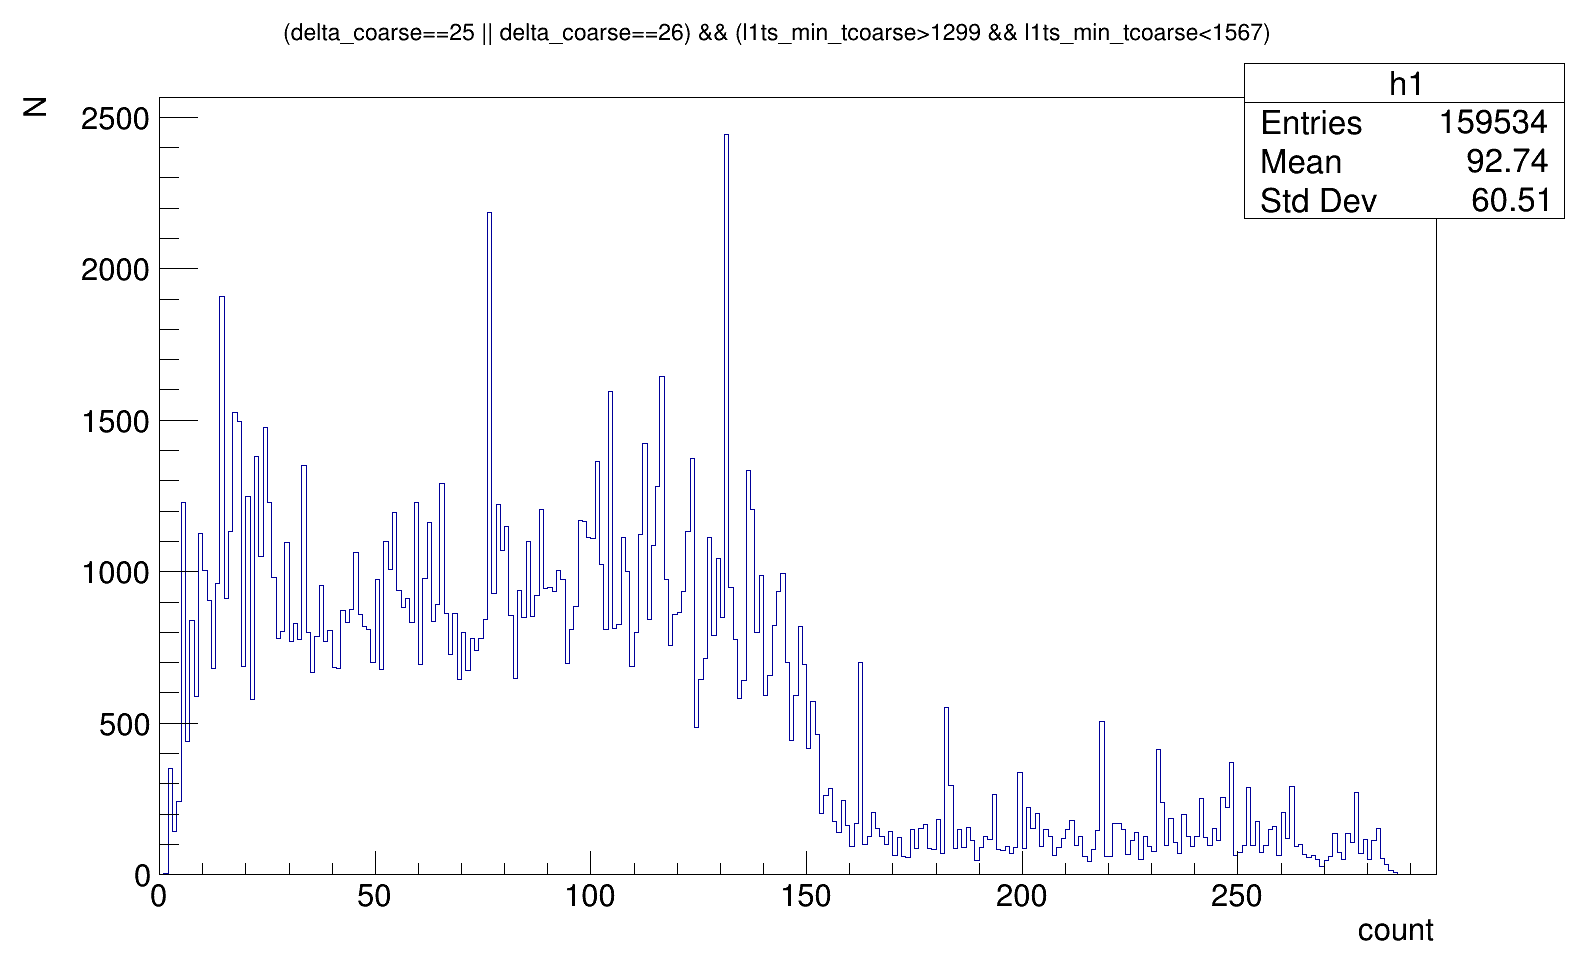 (delta_coarse==25 || delta_coarse==26) && (l1ts_min_tcoarse>1299 && l1ts_min_tcoarse<1567)
h1
Entries 159534
Mean 92.74
Std Dev 60.51
N
2500
2000
1500
1000
500
0
0 50 100 150 200 250
count